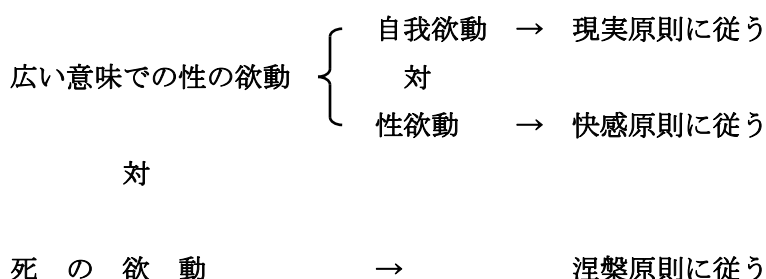 自我欲動 → 現実原則に従う
広い意味での性の欲動 { 対
性欲動 → 快感原則に従う
対
死の欲動 → 涅槃原則に従う